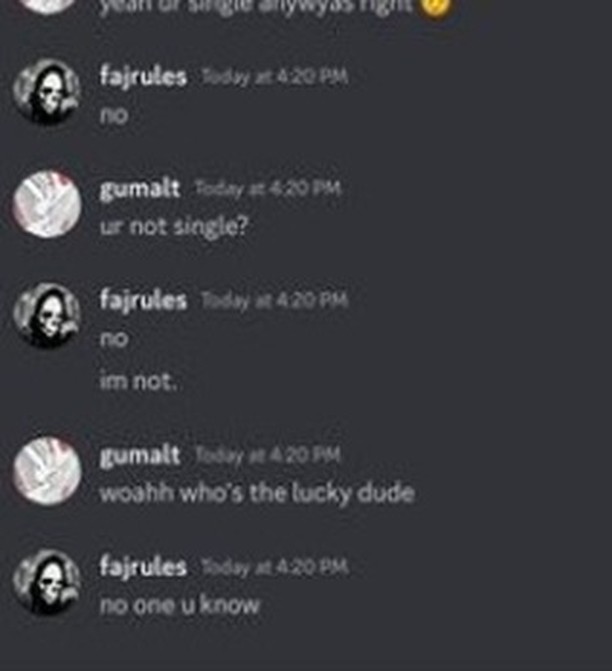 yeah ur single anywyas right
fajrules Today at 4:20 PM
no
gumalt Today at 4:20 PM
ur not single?
fajrules Today at 4:20 PM
no
im not.
gumalt Today at 4:20 PM
woahh who's the lucky dude
fajrules Today at 4:20 PM
no one u know